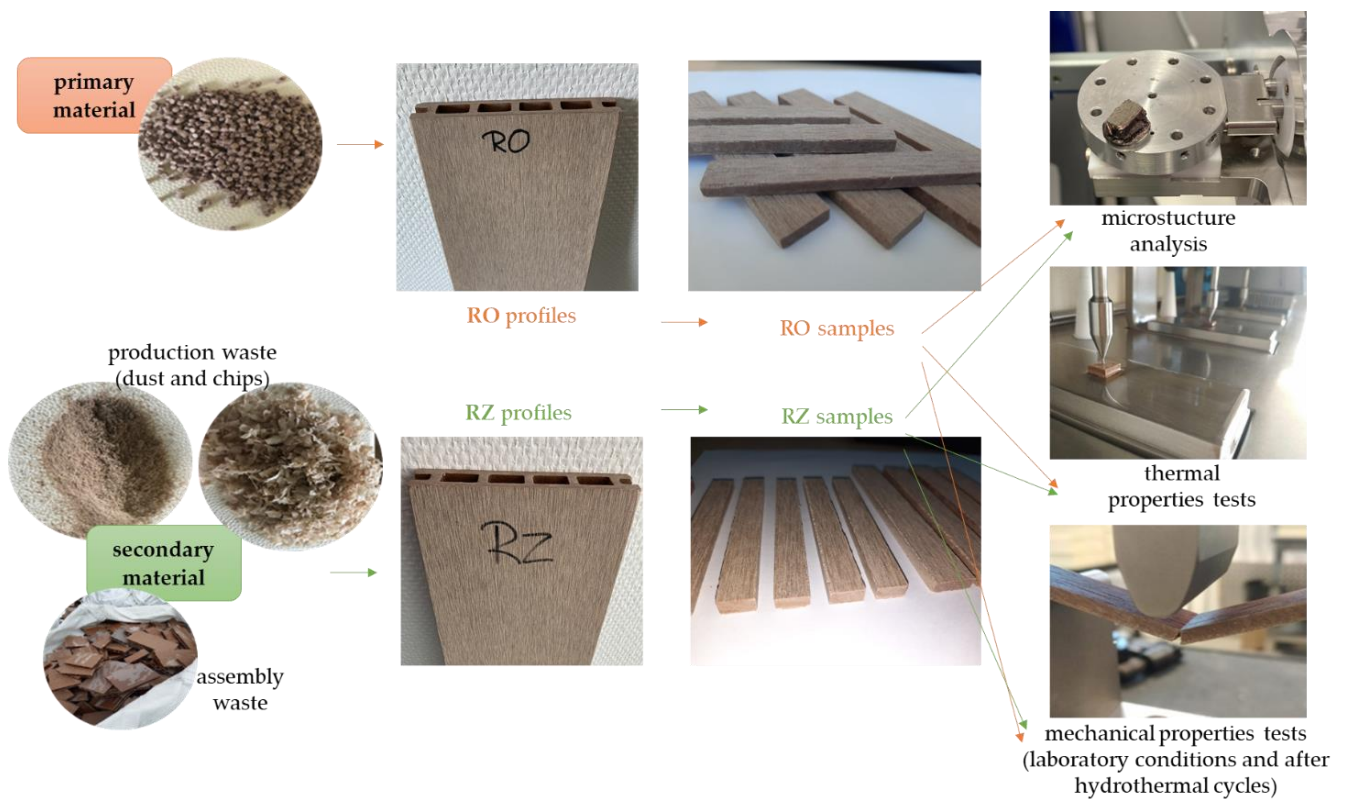 primary
material
RO
RO profiles
RO samples
microstucture
analysis
production waste
(dust and chips)
RZ profiles
RZ samples
thermal
properties tests
secondary
material
RZ
assembly
waste
mechanical properties tests
(laboratory conditions and after
hydrothermal cycles)